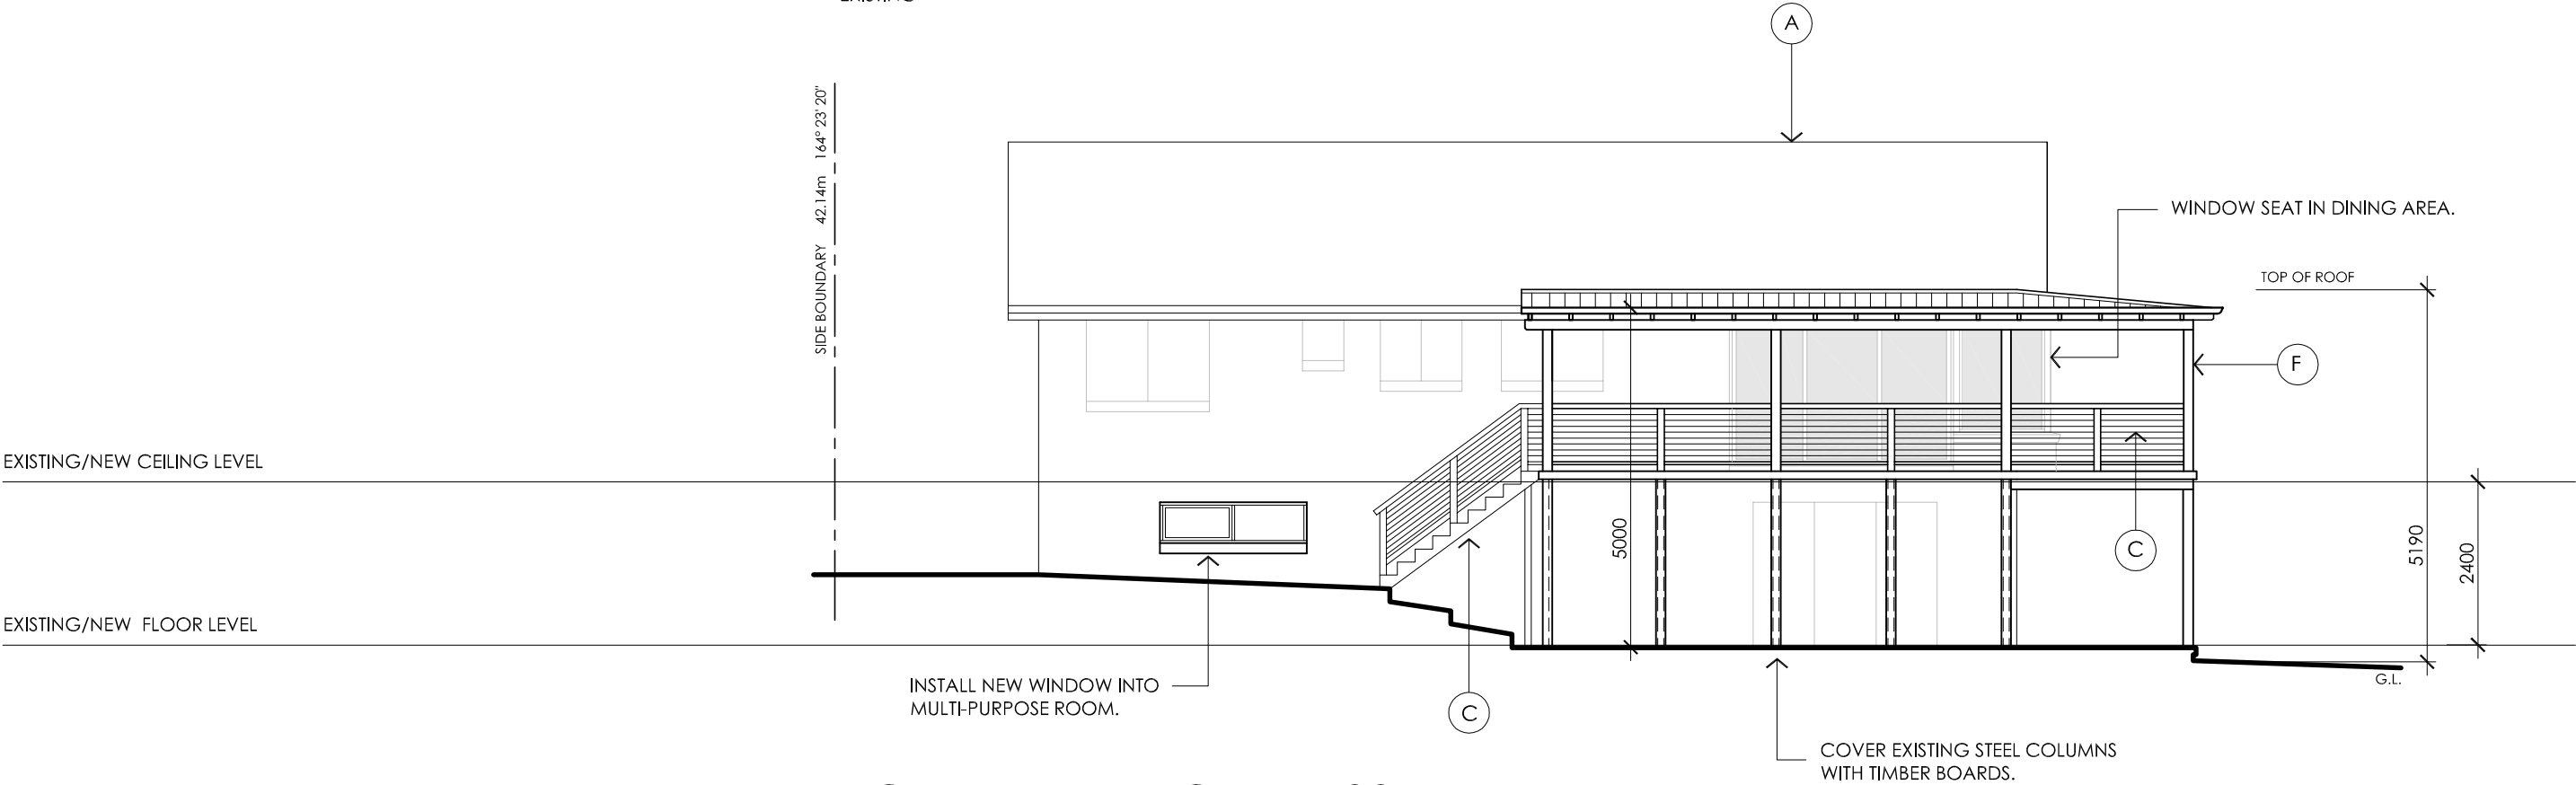 EXISTING
A
SIDE BOUNDARY 42.14m 164° 23' 20"
WINDOW SEAT IN DINING AREA.
TOP OF ROOF
F
EXISTING/NEW CEILING LEVEL
5000
C
5190
2400
EXISTING/NEW FLOOR LEVEL
G.L.
INSTALL NEW WINDOW INTO
MULTI-PURPOSE ROOM.
C
COVER EXISTING STEEL COLUMNS
WITH TIMBER BOARDS.